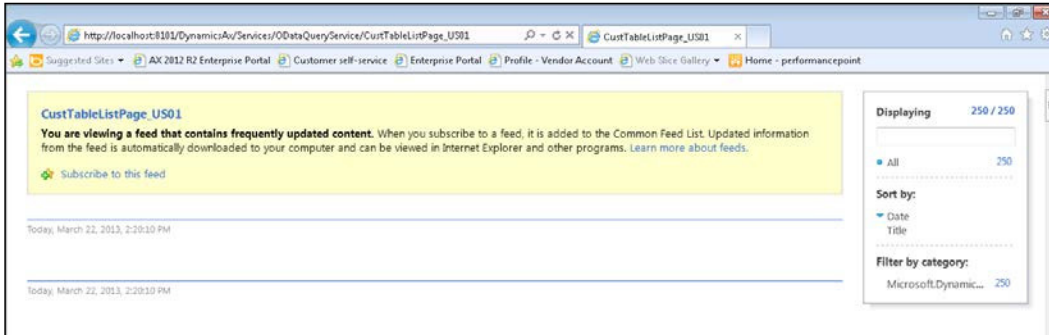 http://localhost:8101/DynamicsAx/Services/ODataQueryService/CustTableListPage_US01
CustTableListPage_US01
Suggested Sites AX 2012 R2 Enterprise Portal Customer self-service Enterprise Portal Profile - Vendor Account Web Slice Gallery Home - performancepoint
CustTableListPage_US01
You are viewing a feed that contains frequently updated content. When you subscribe to a feed, it is added to the Common Feed List. Updated information
from the feed is automatically downloaded to your computer and can be viewed in Internet Explorer and other programs. Learn more about feeds.
Subscribe to this feed
Today, March 22, 2013, 2:20:10 PM
Today, March 22, 2013, 2:20:10 PM
Displaying 250 / 250
All 250
Sort by:
Date
Title
Filter by category:
Microsoft.Dynamic... 250